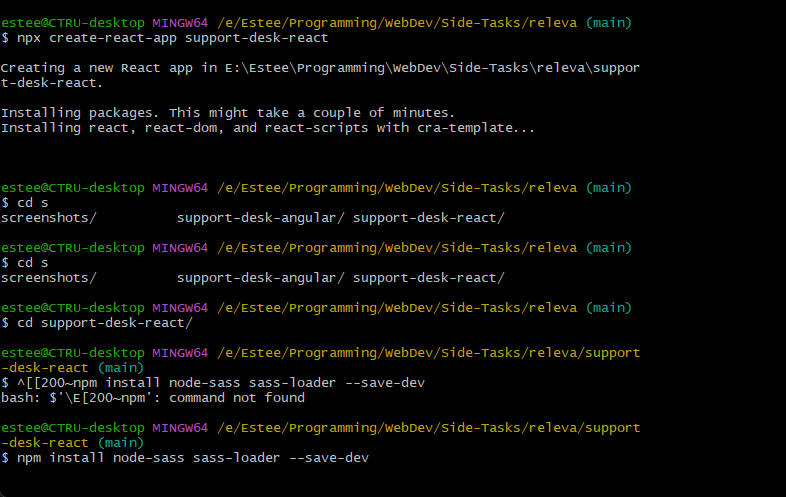 estee@CTRU-desktop MINGW64 /e/Estee/Programming/WebDev/Side-Tasks/releva (main)
$ npx create-react-app support-desk-react
Creating a new React app in E:\Estee\Programming\WebDev\Side-Tasks\releva\suppor
t-desk-react.
Installing packages. This might take a couple of minutes.
Installing react, react-dom, and react-scripts with cra-template...
estee@CTRU-desktop MINGW64 /e/Estee/Programming/WebDev/Side-Tasks/releva (main)
$ cd s
screenshots/          support-desk-angular/ support-desk-react/
estee@CTRU-desktop MINGW64 /e/Estee/Programming/WebDev/Side-Tasks/releva (main)
$ cd s
screenshots/          support-desk-angular/ support-desk-react/
estee@CTRU-desktop MINGW64 /e/Estee/Programming/WebDev/Side-Tasks/releva (main)
$ cd support-desk-react/
estee@CTRU-desktop MINGW64 /e/Estee/Programming/WebDev/Side-Tasks/releva/support
-desk-react (main)
$ ^[[200~npm install node-sass sass-loader --save-dev
bash: $'\E[200~npm': command not found
estee@CTRU-desktop MINGW64 /e/Estee/Programming/WebDev/Side-Tasks/releva/support
-desk-react (main)
$ npm install node-sass sass-loader --save-dev